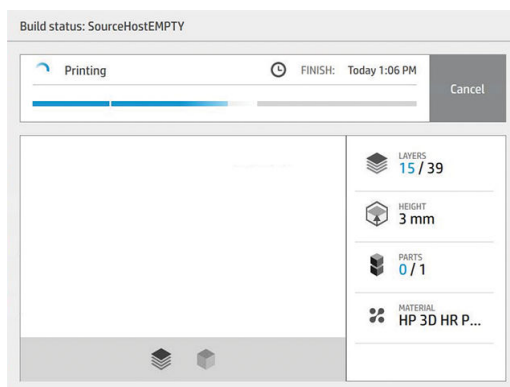 Build status: SourceHostEMPTY
Printing FINISH: Today 1:06 PM
Cancel
LAYERS
15 / 39
HEIGHT
3 mm
PARTS
0 / 1
MATERIAL
HP 3D HR P...